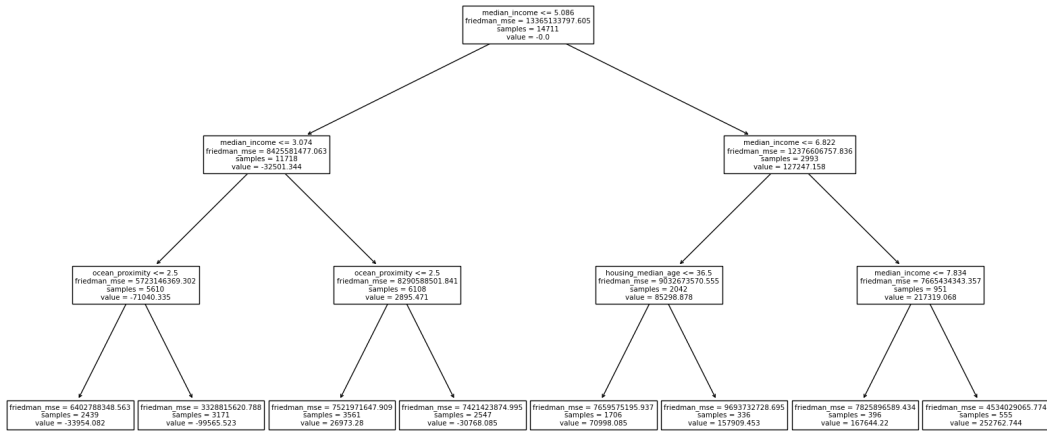 median_income <= 5.086
friedman_mse = 13365133797.605
samples = 14711
value = -0.0
median_income <= 3.074
friedman_mse = 8425581477.063
samples = 11718
value = -32501.344
median_income <= 6.822
friedman_mse = 12376606757.836
samples = 2993
value = 127247.158
ocean_proximity <= 2.5
friedman_mse = 5723146369.302
samples = 5610
value = -71040.335
ocean_proximity <= 2.5
friedman_mse = 8290588501.841
samples = 6108
value = 2895.471
housing_median_age <= 36.5
friedman_mse = 9032673570.555
samples = 2042
value = 85298.878
median_income <= 7.834
friedman_mse = 7665434343.357
samples = 951
value = 217319.068
friedman_mse = 6402788348.563
samples = 2439
value = -33954.082
friedman_mse = 3328815620.788
samples = 3171
value = -99565.523
friedman_mse = 7521971647.909
samples = 3561
value = 26973.28
friedman_mse = 7421423874.995
samples = 2547
value = -30768.085
friedman_mse = 7659575195.937
samples = 1706
value = 70998.085
friedman_mse = 9693732728.695
samples = 336
value = 157909.453
friedman_mse = 7825896589.434
samples = 396
value = 167644.22
friedman_mse = 4534029065.774
samples = 555
value = 252762.744